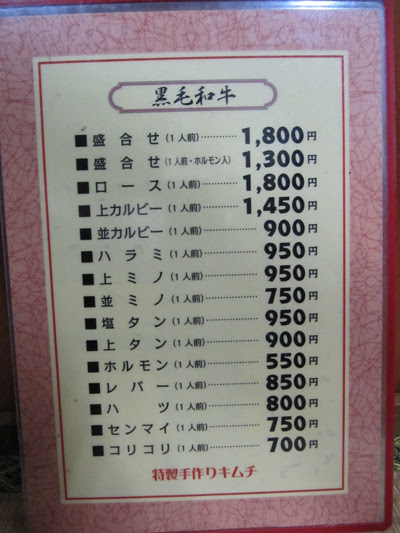 黒毛和牛
■盛合せ(1人前)………… 1,800円
■盛合せ(1人前・ホルモン入) 1,300円
■ロース(1人前)………… 1,800円
■上カルビー(1人前)………… 1,450円
■並カルビー(1人前)………… 900円
■ハラミ(1人前)………… 950円
■上ミノ(1人前)………… 950円
■並ミノ(1人前)………… 750円
■塩タン(1人前)………… 950円
■上タン(1人前)………… 900円
■ホルモン(1人前)………… 550円
■レバー(1人前)………… 850円
■ハツ(1人前)………… 800円
■センマイ(1人前)………… 750円
■コリコリ(1人前)………… 700円
特製手作りキムチ